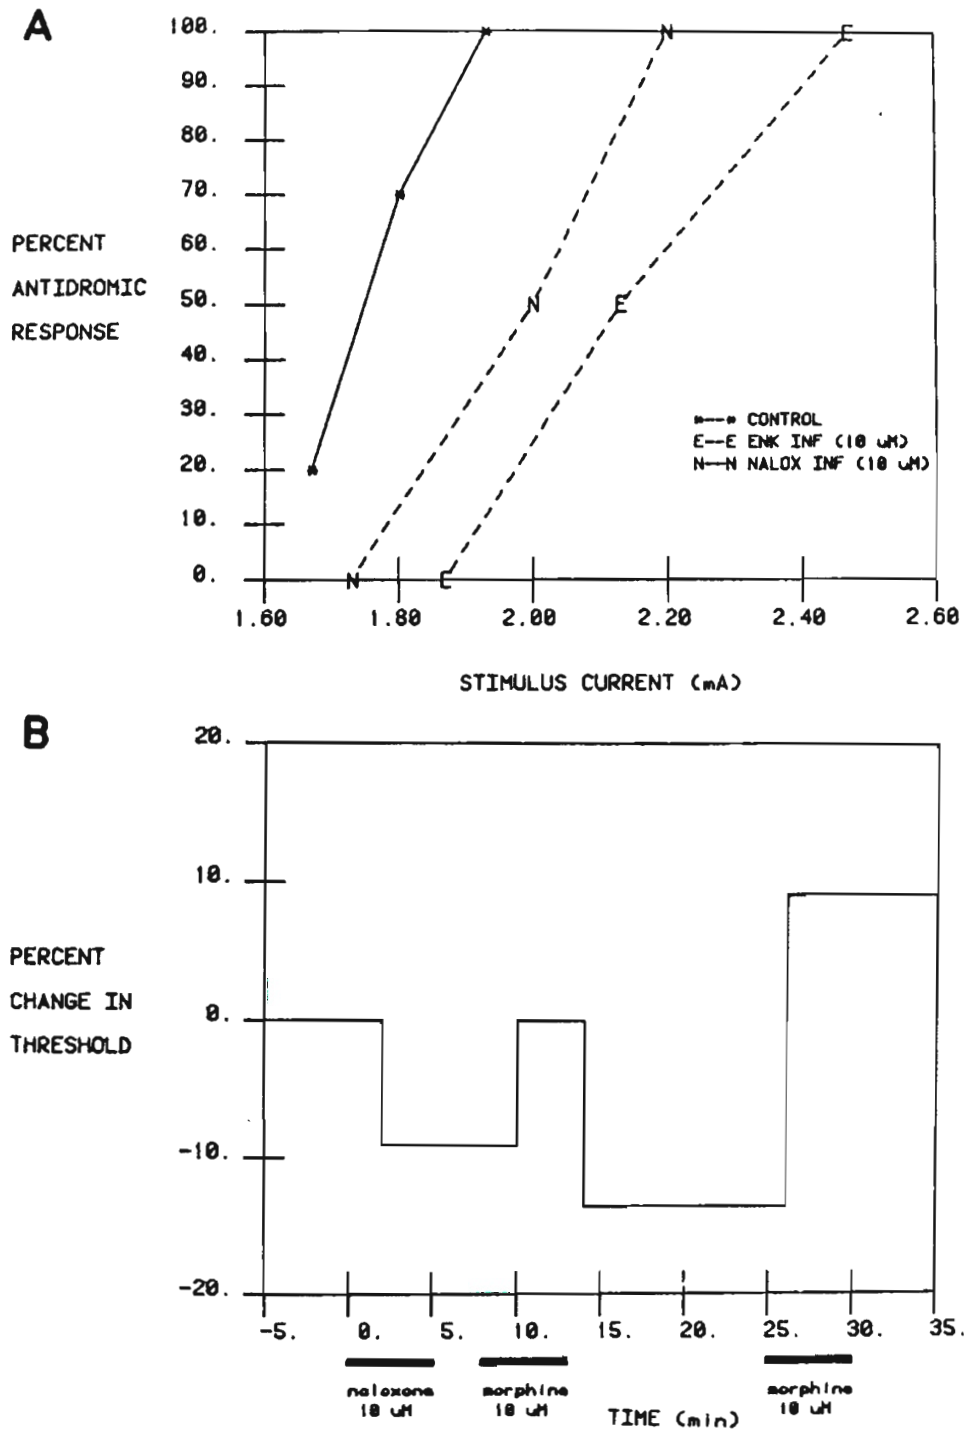 A
100.
90.
80.
70.
60.
50.
40.
30.
20.
10.
0.
PERCENT
ANTIDROMIC
RESPONSE
N
E
N
E
N
E
*--* CONTROL
E--E ENK INF (10 uM)
N--N NALOX INF (10 uM)
1.60 1.80 2.00 2.20 2.40 2.60
STIMULUS CURRENT (mA)
B
20.
10.
0.
-10.
-20.
PERCENT
CHANGE IN
THRESHOLD
-5. 0. 5. 10. 15. 20. 25. 30. 35.
naloxone
10 uM
morphine
10 uM
morphine
10 uM
TIME (min)